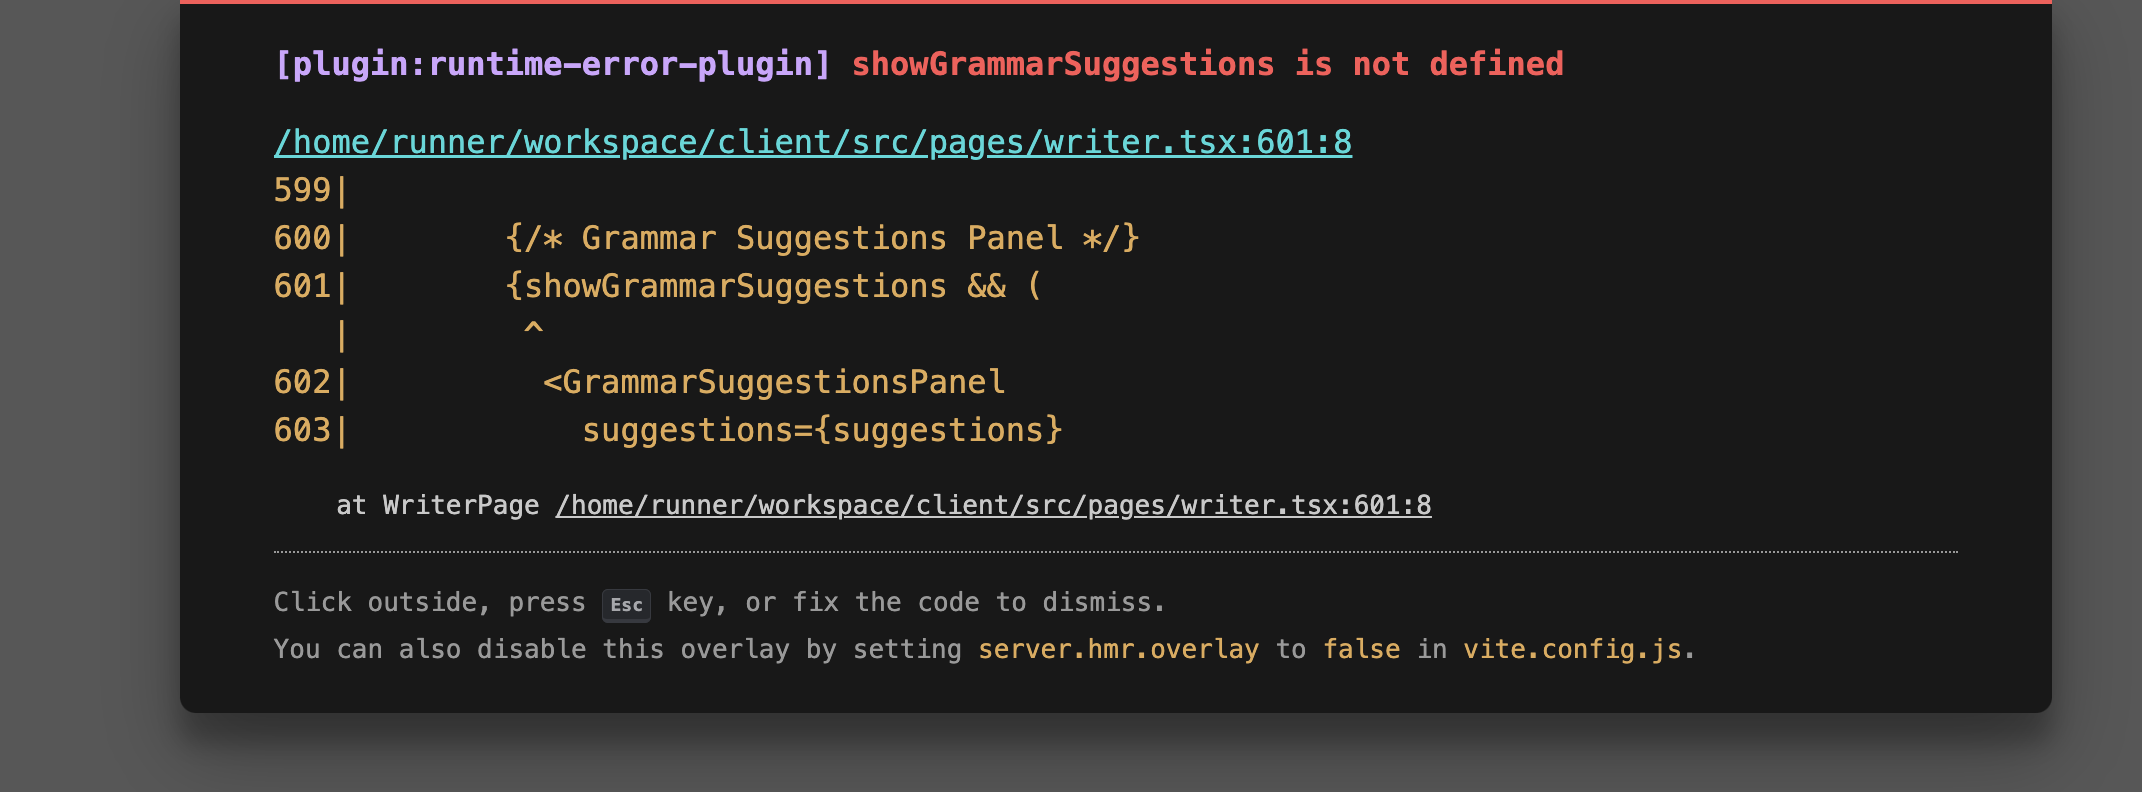 [plugin:runtime-error-plugin] showGrammarSuggestions is not defined
/home/runner/workspace/client/src/pages/writer.tsx:601:8
599|
600|        {/* Grammar Suggestions Panel */}
601|        {showGrammarSuggestions && (
   |         ^
602|          <GrammarSuggestionsPanel
603|            suggestions={suggestions}
    at WriterPage /home/runner/workspace/client/src/pages/writer.tsx:601:8
Click outside, press Esc key, or fix the code to dismiss.
You can also disable this overlay by setting server.hmr.overlay to false in vite.config.js.